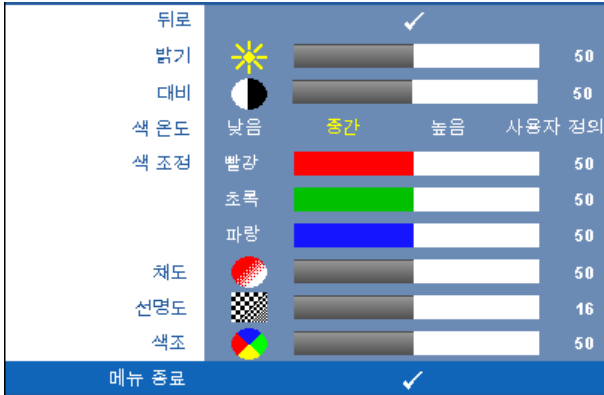 뒤로
밝기 50
대비 50
색 온도 낮음 중간 높음 사용자 정의
색 조정 빨강 50
초록 50
파랑 50
채도 50
선명도 16
색조 50
메뉴 종료